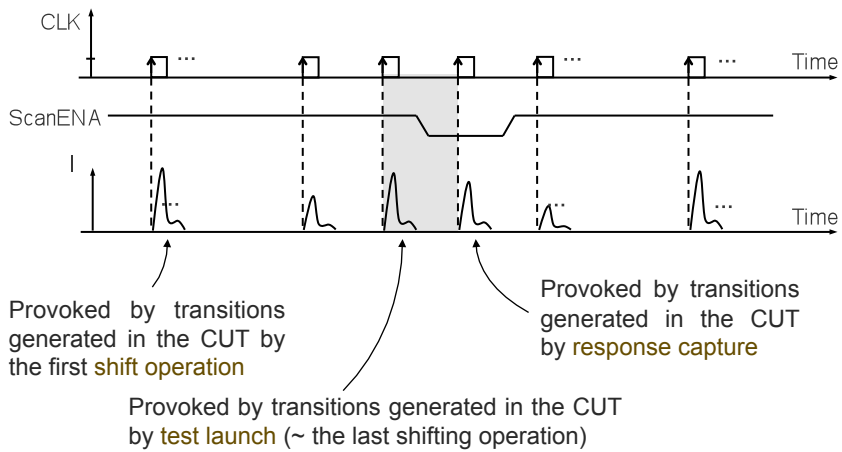 CLK
...
...
...
Time
ScanENA
I
...
...
...
Time
Provoked by transitions
generated in the CUT by
the first shift operation
Provoked by transitions
generated in the CUT
by response capture
Provoked by transitions generated in the CUT
by test launch (~ the last shifting operation)